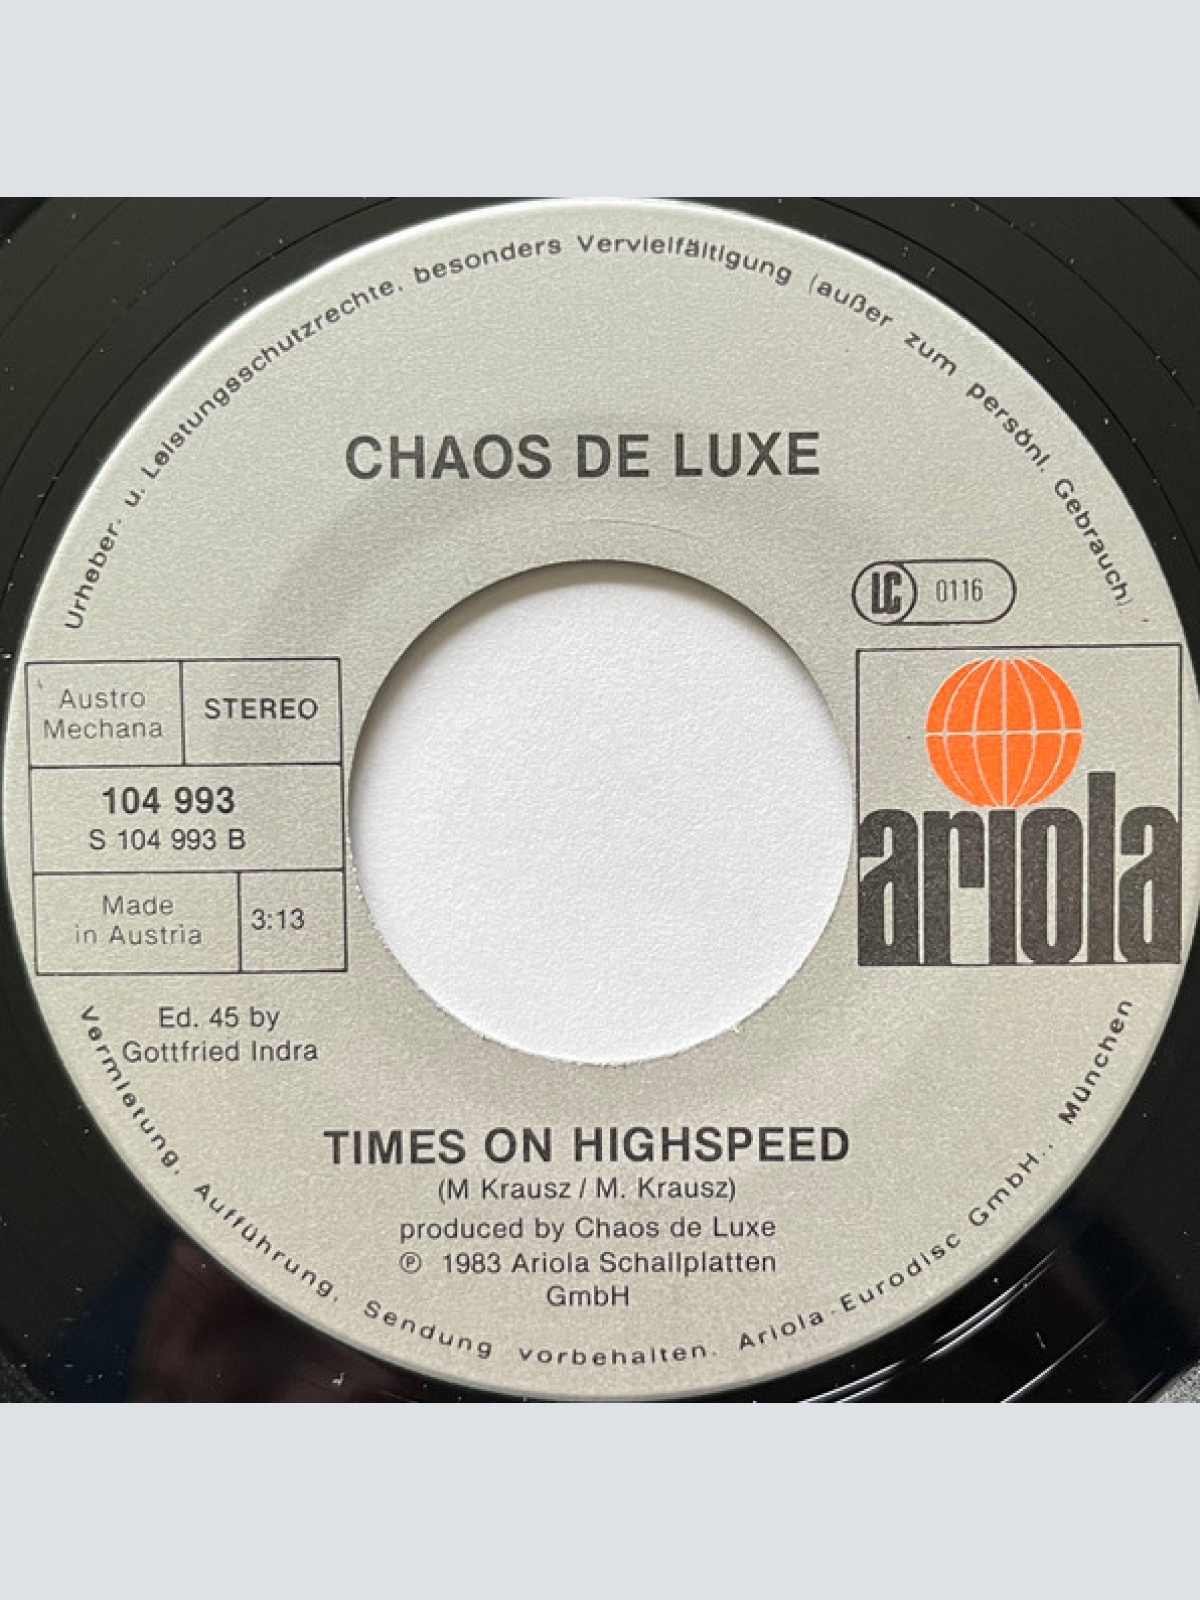 Urheber- u. Leistungsschutzrechte, besonders Vervielfältigung (außer zum persönl. Gebrauch)
CHAOS DE LUXE
LC 0116
Austro
Mechana
STEREO
104 993
S 104 993 B
Made
in Austria
3:13
ariola
Ed. 45 by
Gottfried Indra
TIMES ON HIGHSPEED
(M Krausz / M. Krausz)
produced by Chaos de Luxe
℗ 1983 Ariola Schallplatten
GmbH
Vermietung, Aufführung, Sendung vorbehalten. Ariola-Eurodisc GmbH., München